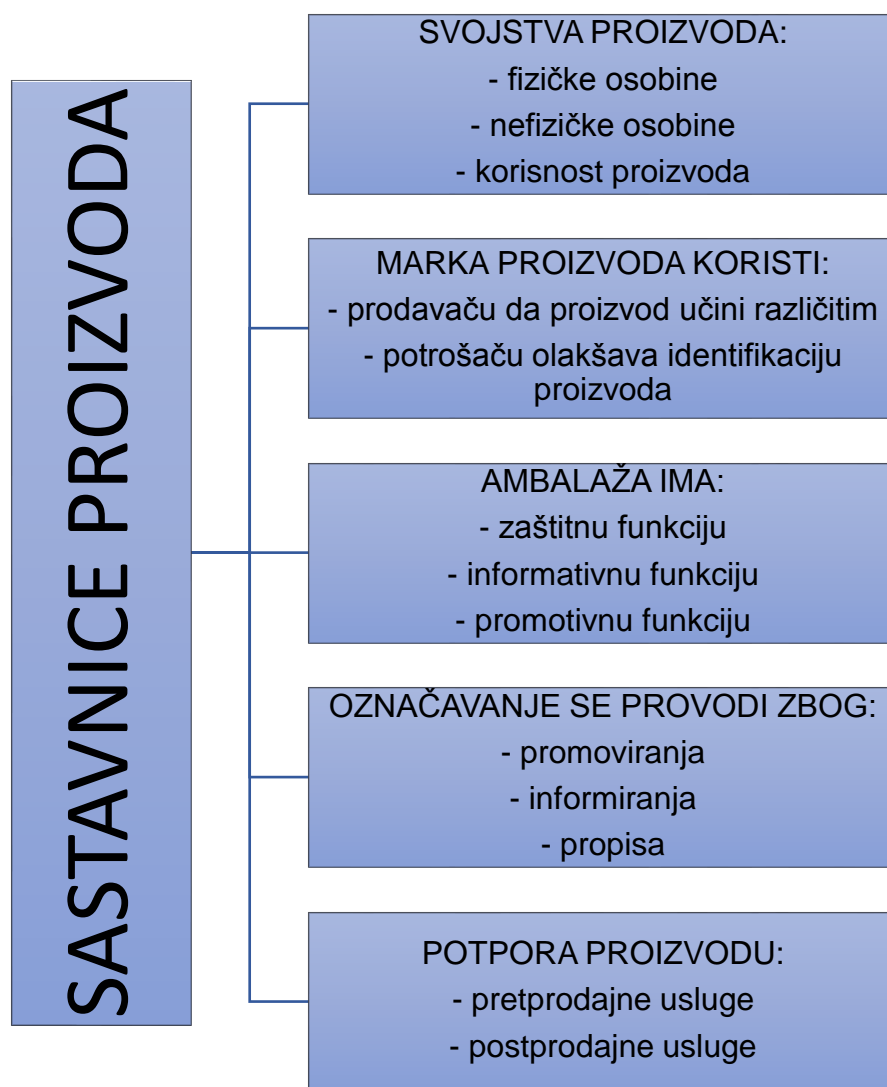 SASTAVNICE PROIZVODA
SVOJSTVA PROIZVODA:
- fizičke osobine
- nefizičke osobine
- korisnost proizvoda
MARKA PROIZVODA KORISTI:
- prodavaču da proizvod učini različitim
- potrošaču olakšava identifikaciju
proizvoda
AMBALAŽA IMA:
- zaštitnu funkciju
- informativnu funkciju
- promotivnu funkciju
OZNAČAVANJE SE PROVODI ZBOG:
- promoviranja
- informiranja
- propisa
POTPORA PROIZVODU:
- pretprodajne usluge
- postprodajne usluge